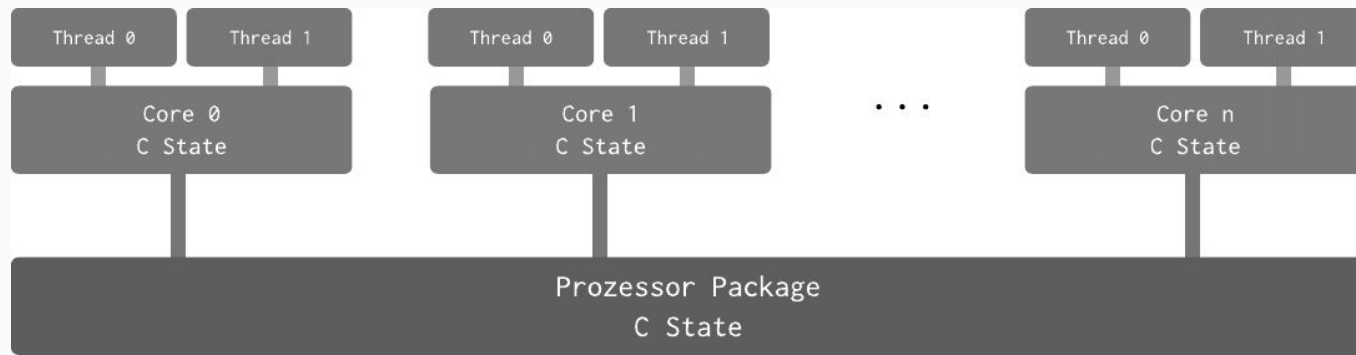 Thread 0
Thread 1
Thread 0
Thread 1
Thread 0
Thread 1
Core 0
C State
Core 1
C State
...
Core n
C State
Prozessor Package
C State